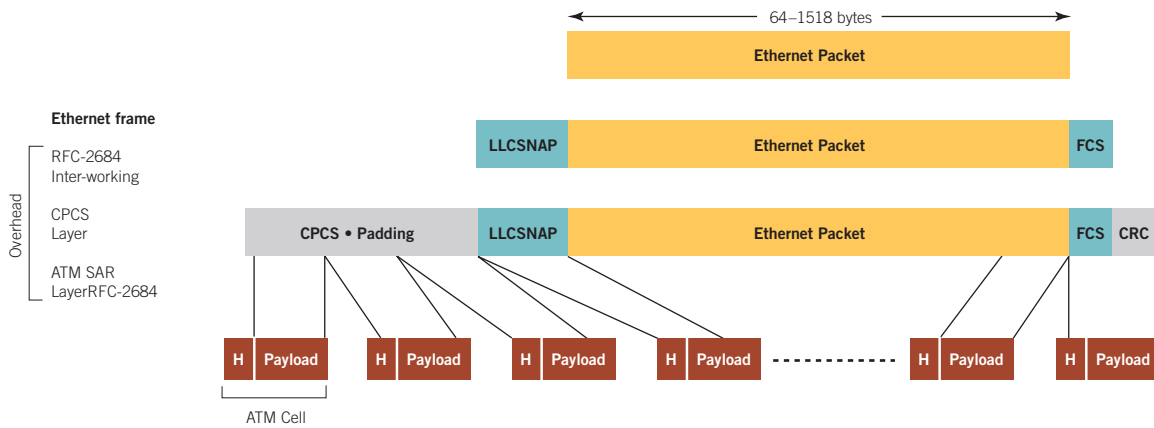 64–1518 bytes
Ethernet Packet
Ethernet frame
LLCSNAP Ethernet Packet FCS
Overhead
RFC-2684
Inter-working
CPCS
Layer
CPCS • Padding LLCSNAP Ethernet Packet FCS CRC
ATM SAR
LayerRFC-2684
H Payload H Payload H Payload H Payload H Payload H Payload
ATM Cell